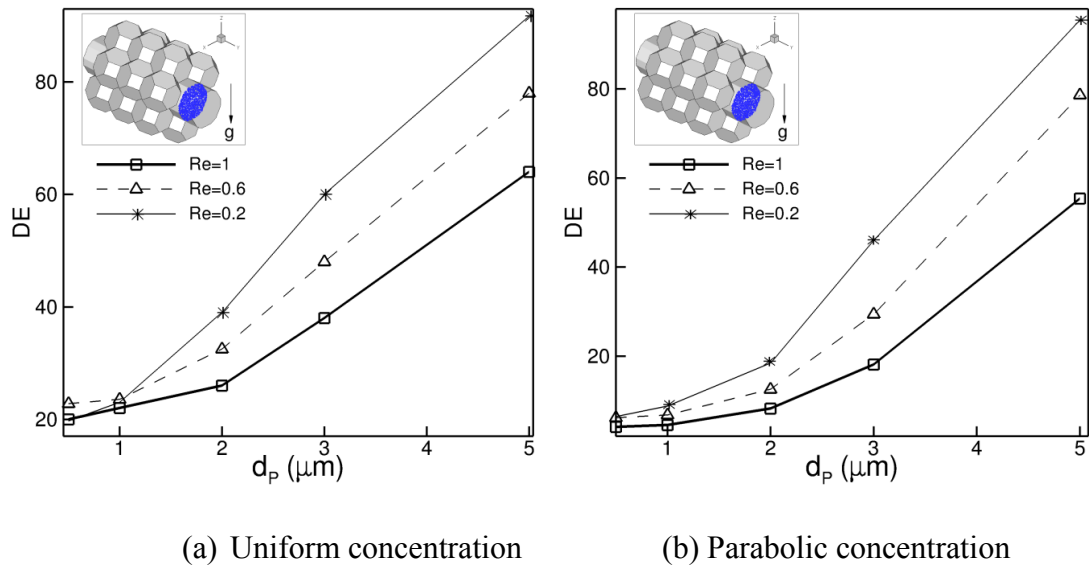 z
x
Y
g
Re=1
Re=0.6
Re=0.2
DE
80
60
40
20
1
2
3
4
5
dP (μm)
z
x
Y
g
Re=1
Re=0.6
Re=0.2
DE
80
60
40
20
1
2
3
4
5
dP (μm)
(a) Uniform concentration
(b) Parabolic concentration